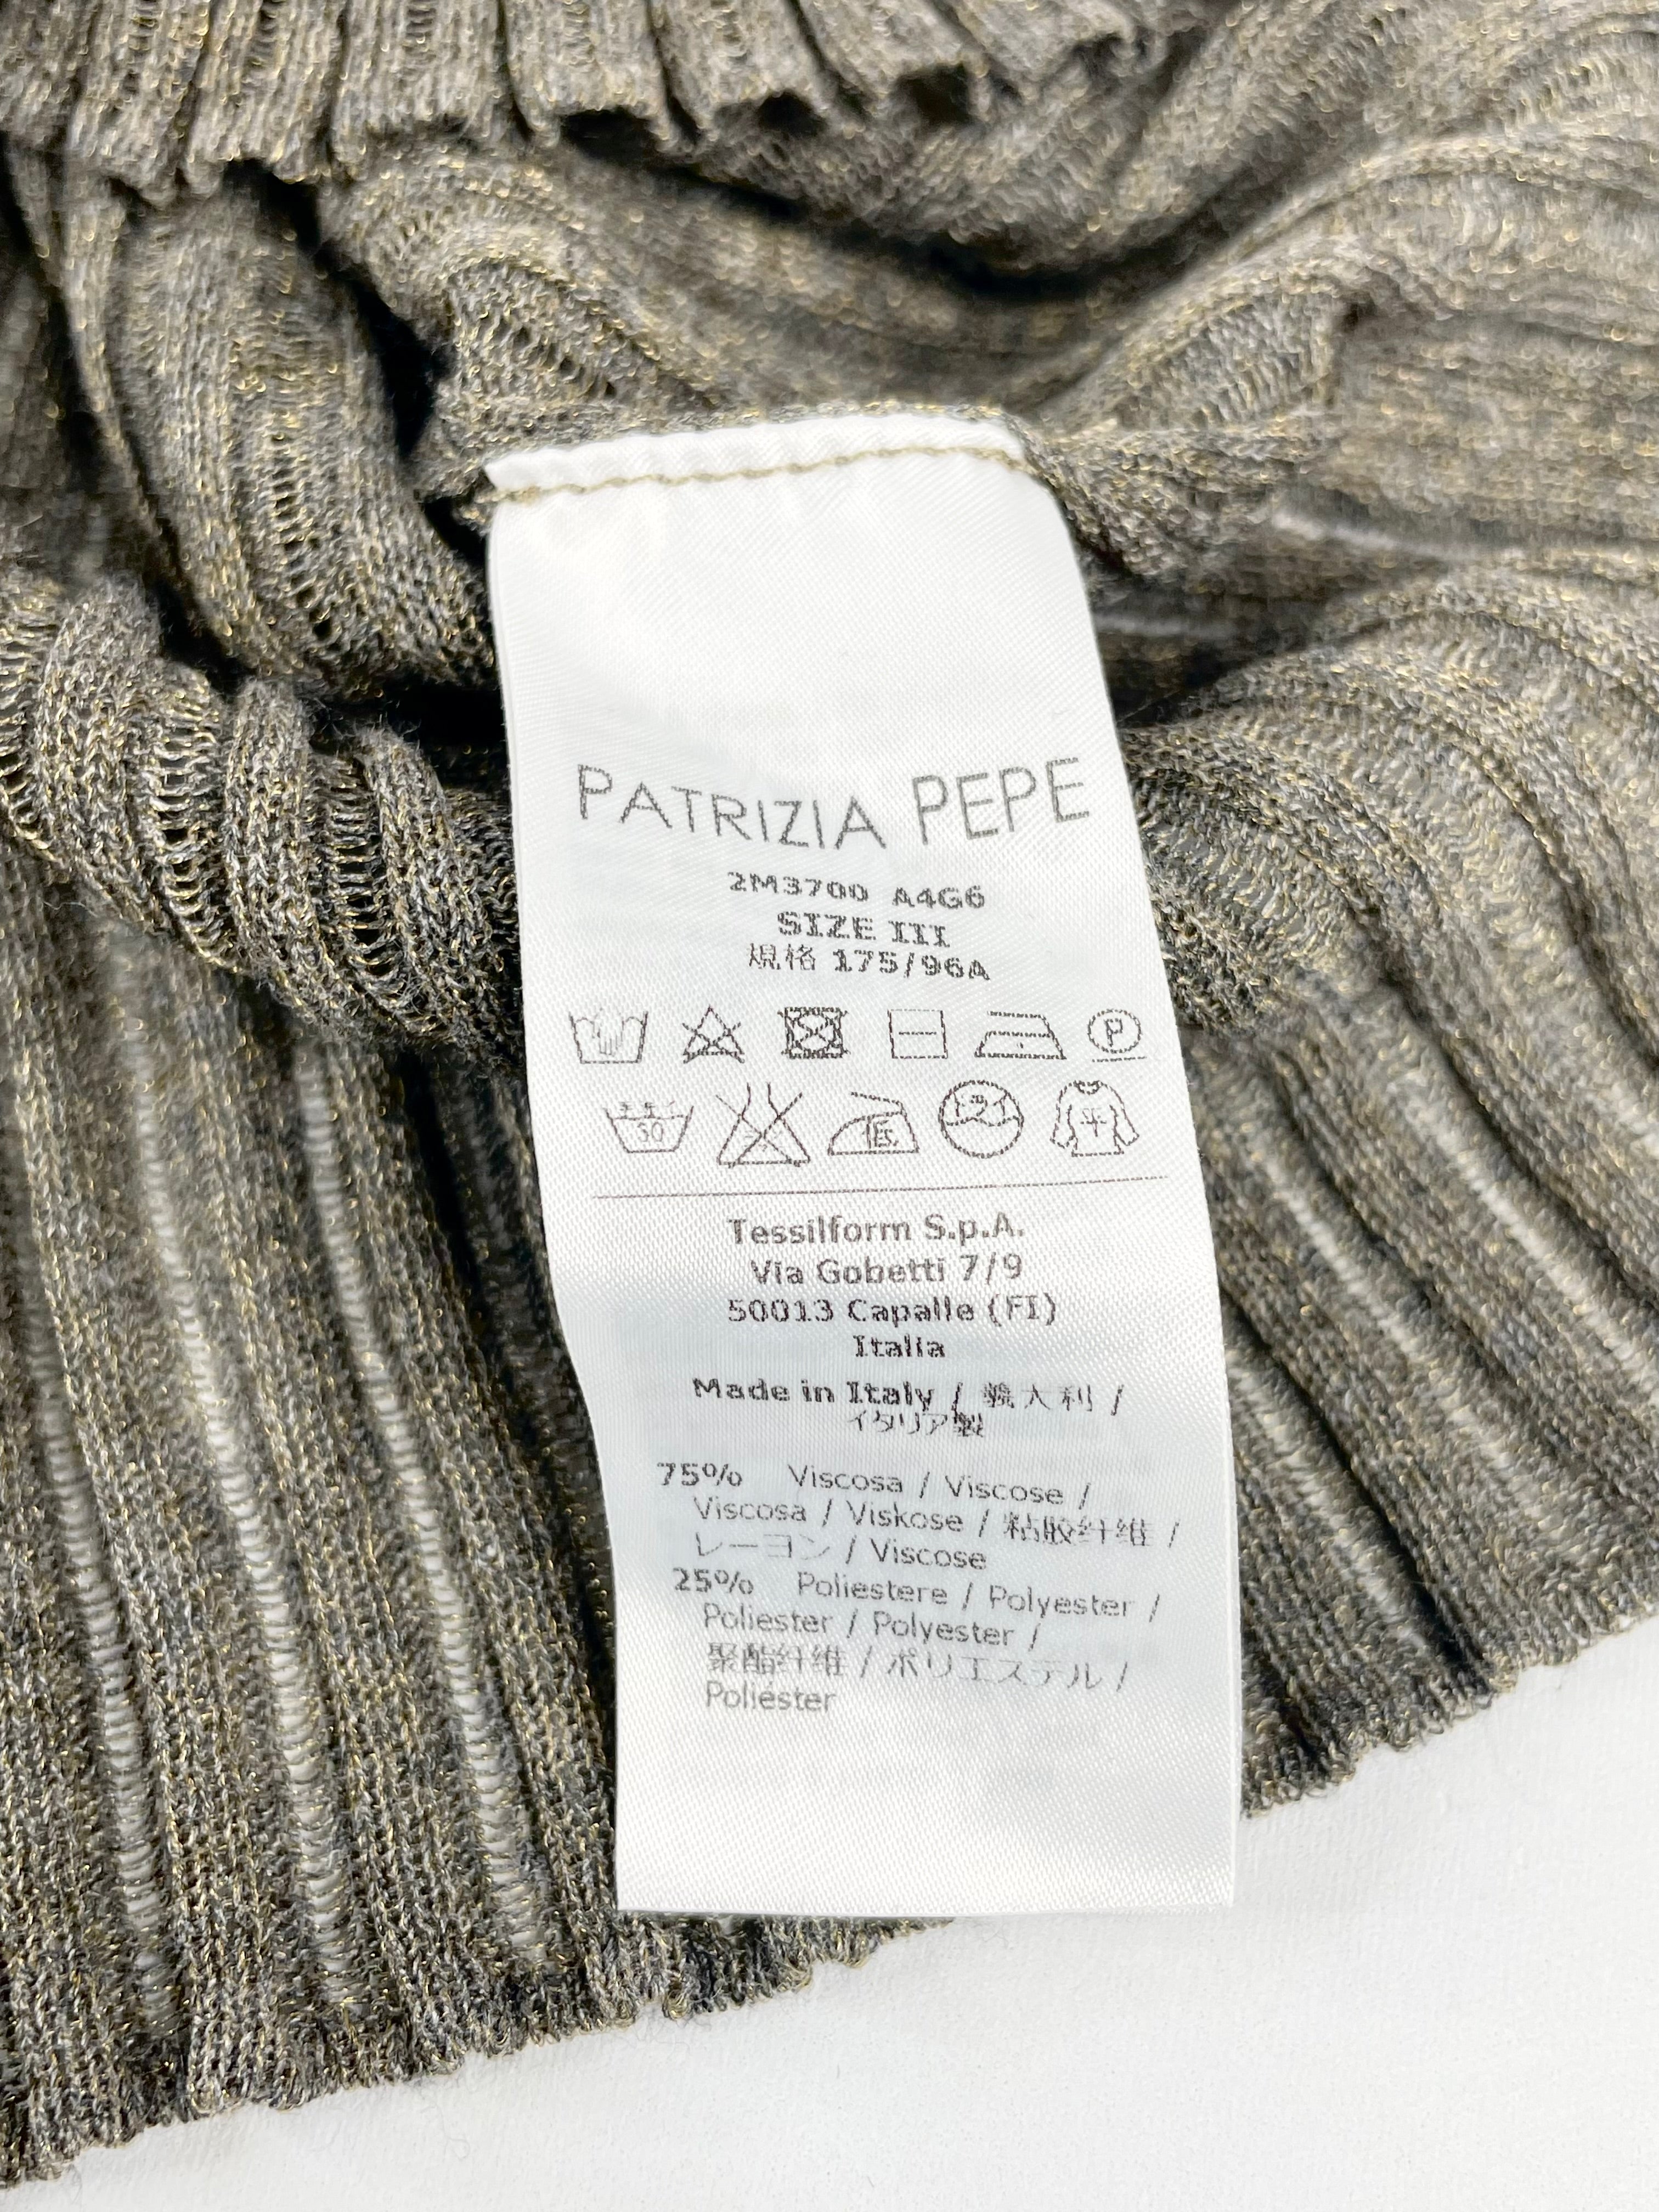 PATRIZIA PEPE
2M3700 A4G6
SIZE III
規格 175/96A
P
30
平
Tessilform S.p.A.
Via Gobetti 7/9
50013 Capalle (FI)
Italia
Made in Italy / 義大利 /
イタリア製
75% Viscosa / Viscose /
Viscosa / Viskose / 粘胶纤维 /
レーヨン / Viscose
25% Poliestere / Polyester /
Poliester / Polyester /
聚酯纤维 / ポリエステル /
Poliéster